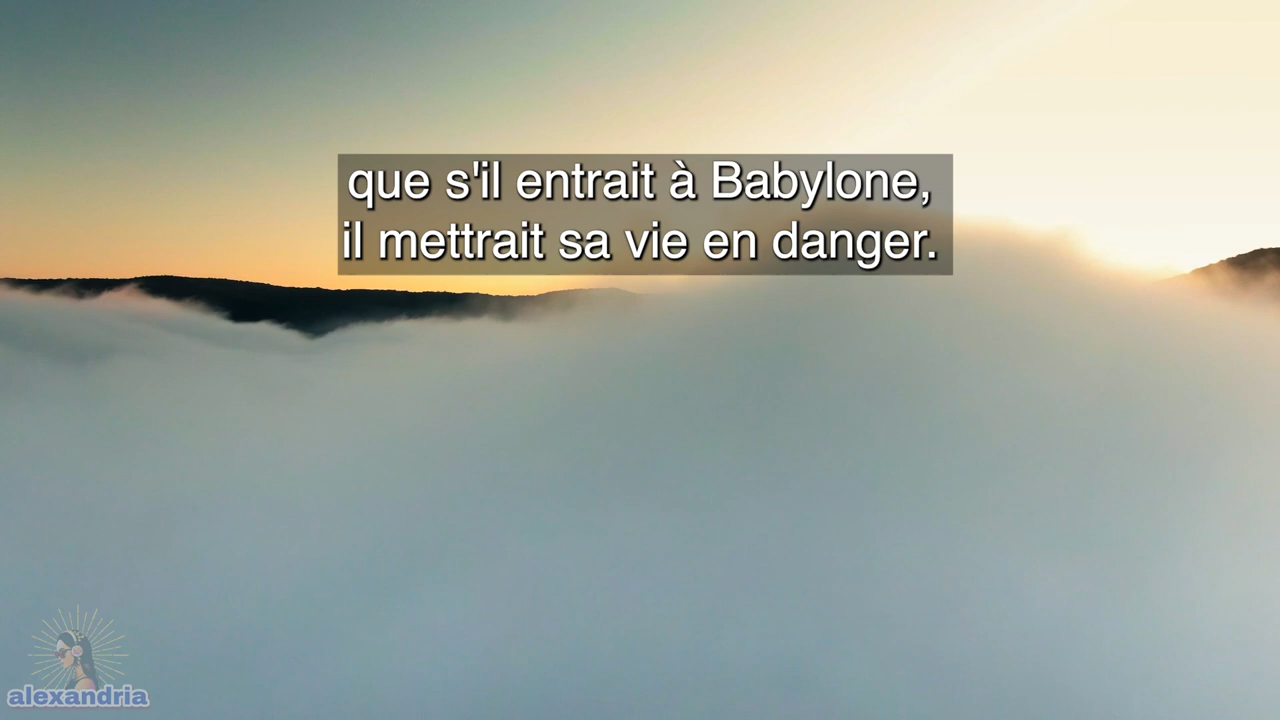 que s'il entrait à Babylone,
il mettrait sa vie en danger.
alexandria